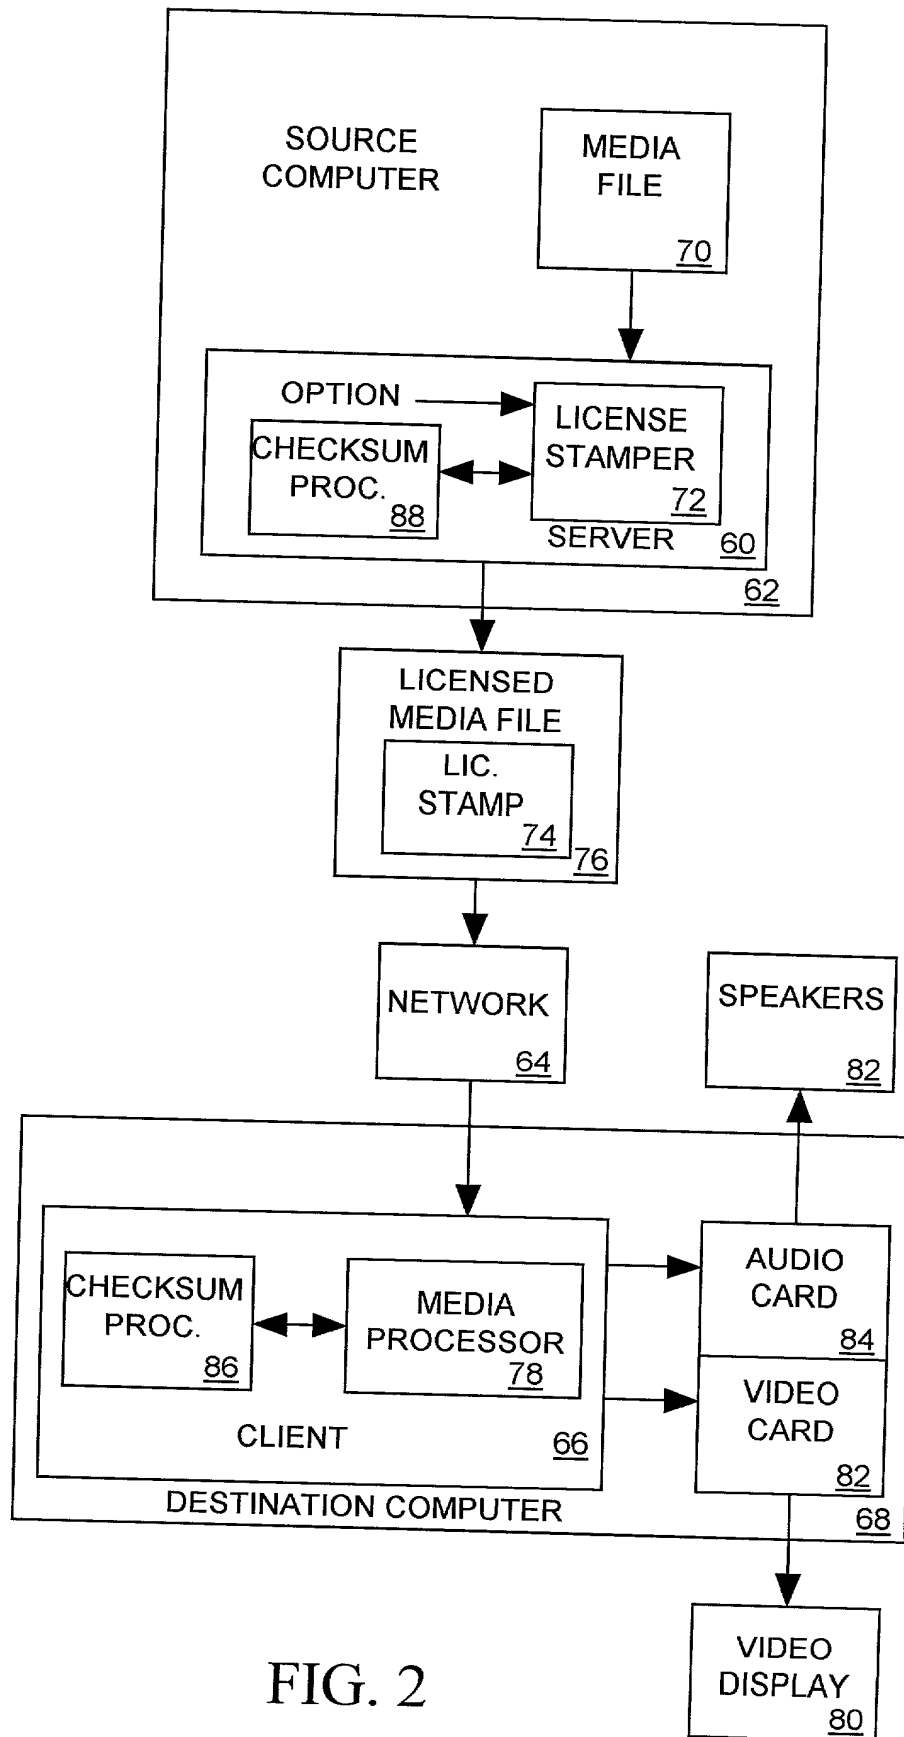 SOURCE
COMPUTER
MEDIA
FILE
70
OPTION
LICENSE
STAMPER
72
CHECKSUM
PROC.
88
SERVER
60
62
LICENSED
MEDIA FILE
LIC.
STAMP
74
76
NETWORK
64
SPEAKERS
82
CHECKSUM
PROC.
86
MEDIA
PROCESSOR
78
CLIENT
66
AUDIO
CARD
84
VIDEO
CARD
82
DESTINATION COMPUTER
68
VIDEO
DISPLAY
80
FIG. 2